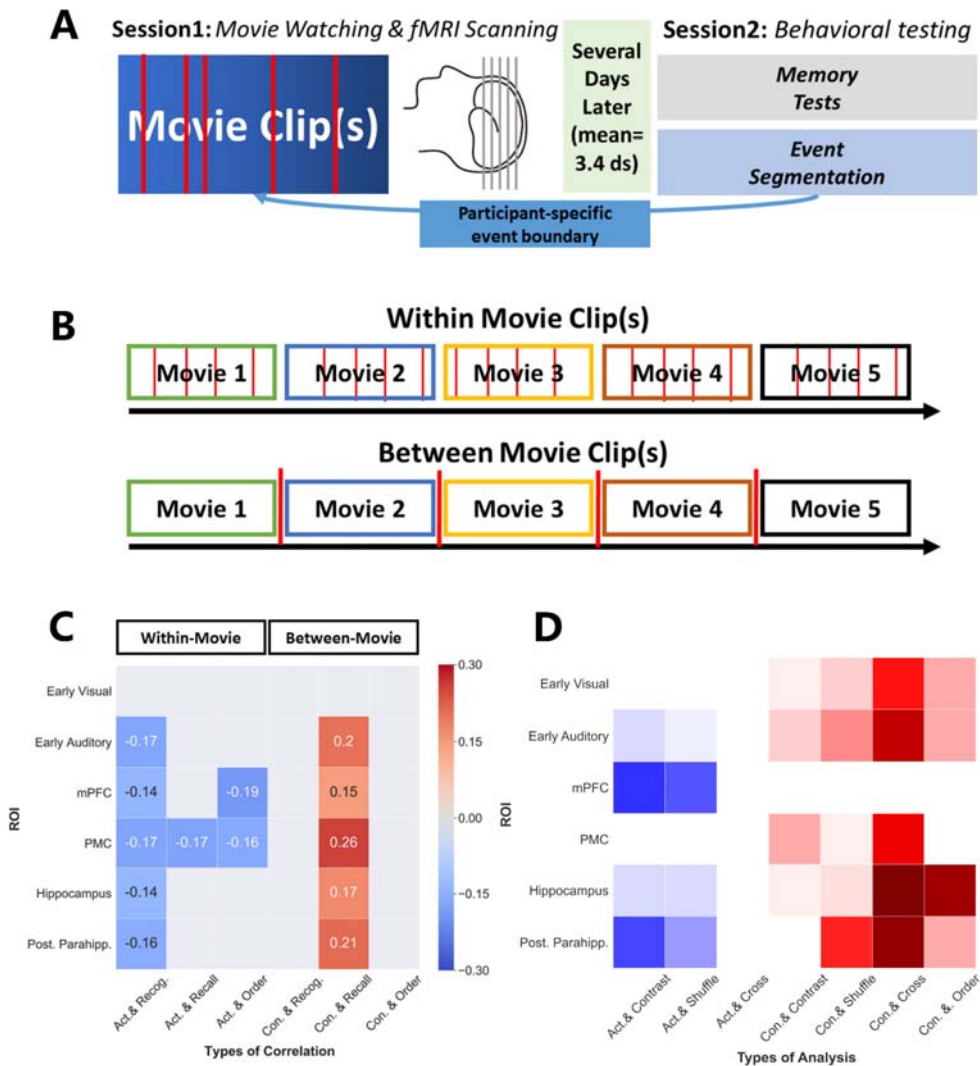 A
Session1: Movie Watching & fMRI Scanning
Movie Clip(s)
Several
Days
Later
(mean=
3.4 ds)
Session2: Behavioral testing
Memory
Tests
Event
Segmentation
Participant-specific
event boundary
B
Within Movie Clip(s)
Movie 1 Movie 2 Movie 3 Movie 4 Movie 5
Between Movie Clip(s)
Movie 1 Movie 2 Movie 3 Movie 4 Movie 5
C
Within-Movie Between-Movie
ROI
Early Visual
Early Auditory -0.17 0.2
mPFC -0.14 -0.19 0.15
PMC -0.17 -0.17 -0.16 0.26
Hippocampus -0.14 0.17
Post. Parahipp. -0.16 0.21
Act.& Recog. Act. & Recall Act. & Order Con. & Recog. Con. & Recall Con. & Order
Types of Correlation
0.30
0.15
0.00
-0.15
-0.30
D
ROI
Early Visual
Early Auditory
mPFC
PMC
Hippocampus
Post. Parahipp.
Act.& Contrast Act.& Shuffle Act.& Cross Con.& Contrast Con.& Shuffle Con.& Cross Con. &. Order
Types of Analysis